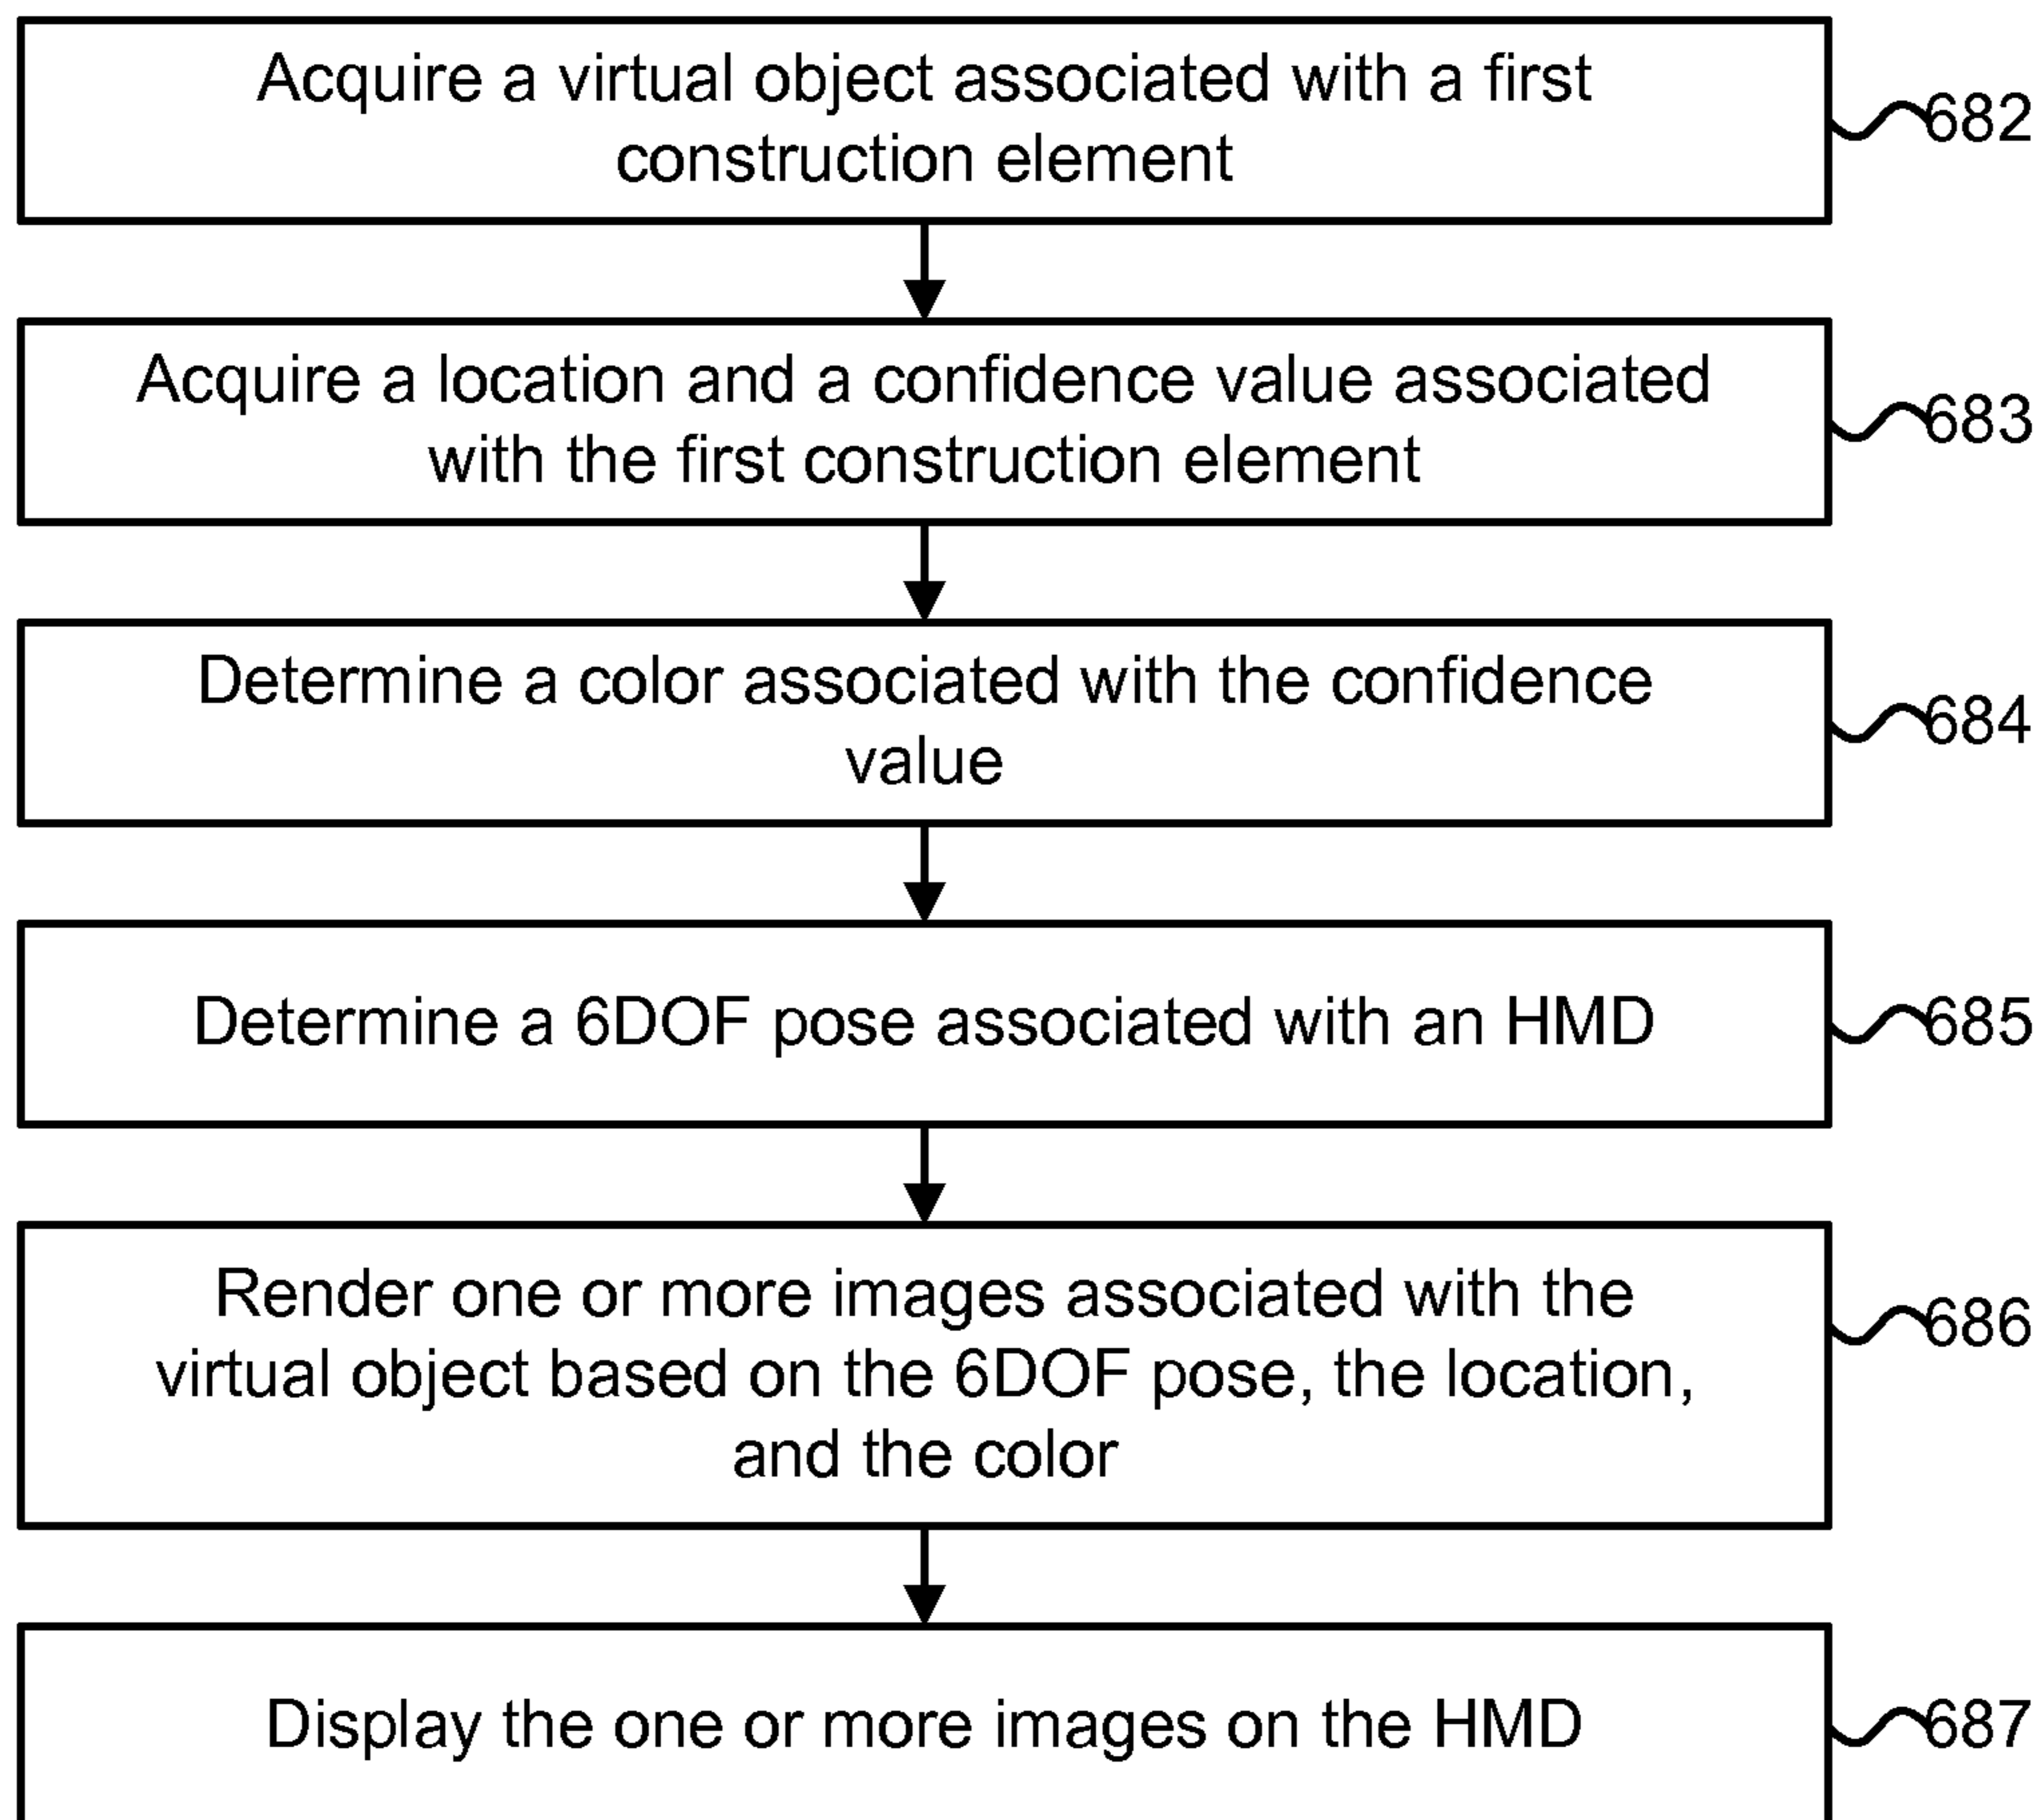 Acquire a virtual object associated with a first
construction element
682
Acquire a location and a confidence value associated
with the first construction element
683
Determine a color associated with the confidence
value
684
Determine a 6DOF pose associated with an HMD
685
Render one or more images associated with the
virtual object based on the 6DOF pose, the location,
and the color
686
Display the one or more images on the HMD
687